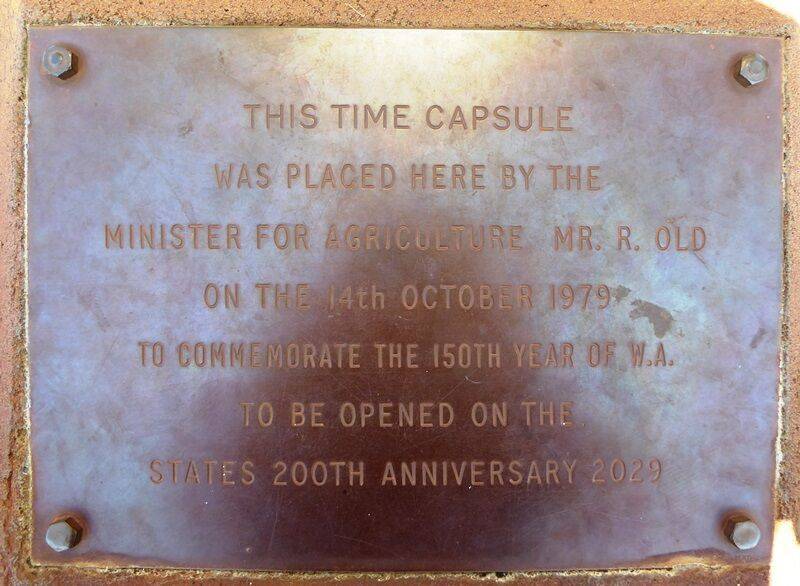 THIS TIME CAPSULE
WAS PLACED HERE BY THE
MINISTER FOR AGRICULTURE MR. R. OLD
ON THE 14th OCTOBER 1979
TO COMMEMORATE THE 150TH YEAR OF W.A.
TO BE OPENED ON THE
STATES 200TH ANNIVERSARY 2029